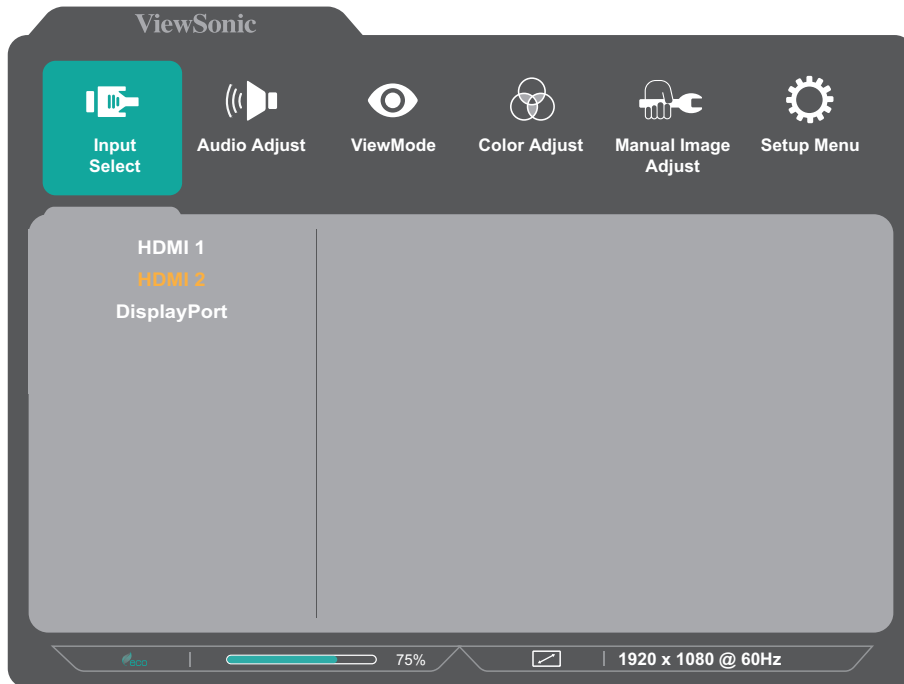 ViewSonic
Input
Select
Audio Adjust
ViewMode
Color Adjust
Manual Image
Adjust
Setup Menu
HDMI 1
HDMI 2
DisplayPort
eco
75%
1920 x 1080 @ 60Hz